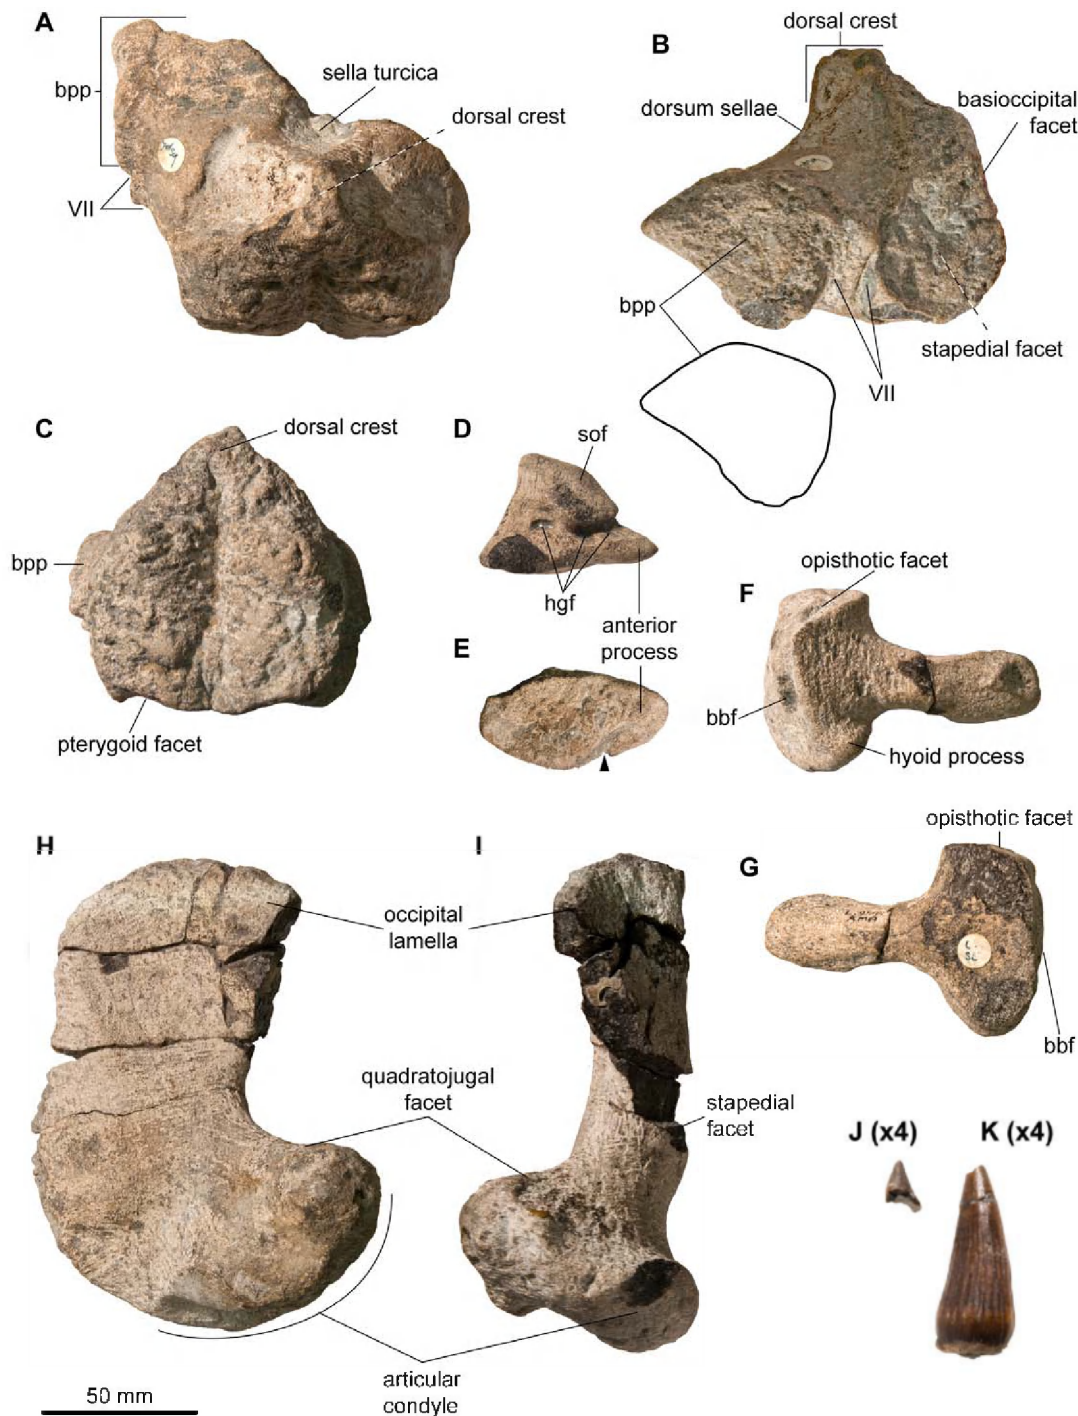 A
bpp
sella turcica
dorsal crest
VII
B
dorsal crest
dorsum sellae
basioccipital
facet
bpp
stapedial facet
VII
C
dorsal crest
bpp
pterygoid facet
D
sof
hgf
anterior
process
E
F
opisthotic facet
bbf
hyoid process
G
opisthotic facet
bbf
H
I
occipital
lamella
quadratojugal
facet
stapedial
facet
articular
condyle
J (x4)
K (x4)
50 mm